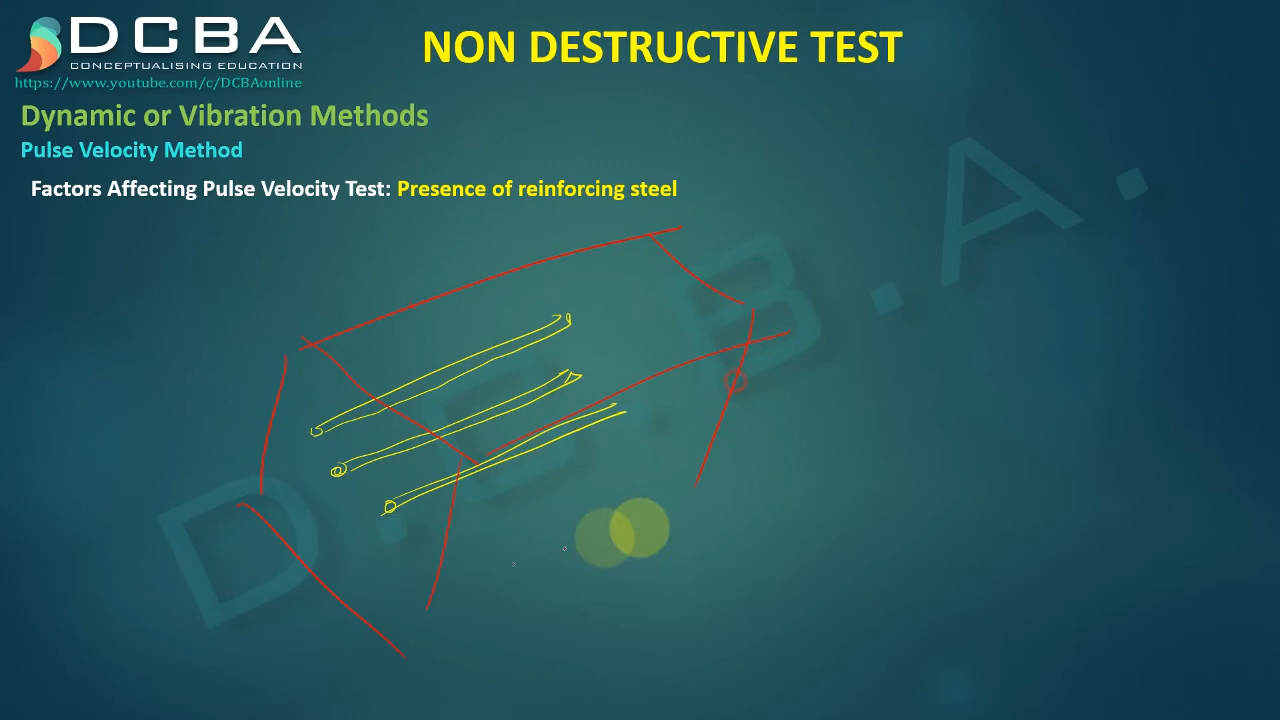 DCBA
CONCEPTUALISING EDUCATION
https://www.youtube.com/c/DCBAonline
NON DESTRUCTIVE TEST
Dynamic or Vibration Methods
Pulse Velocity Method
Factors Affecting Pulse Velocity Test: Presence of reinforcing steel
D.C.B.A.